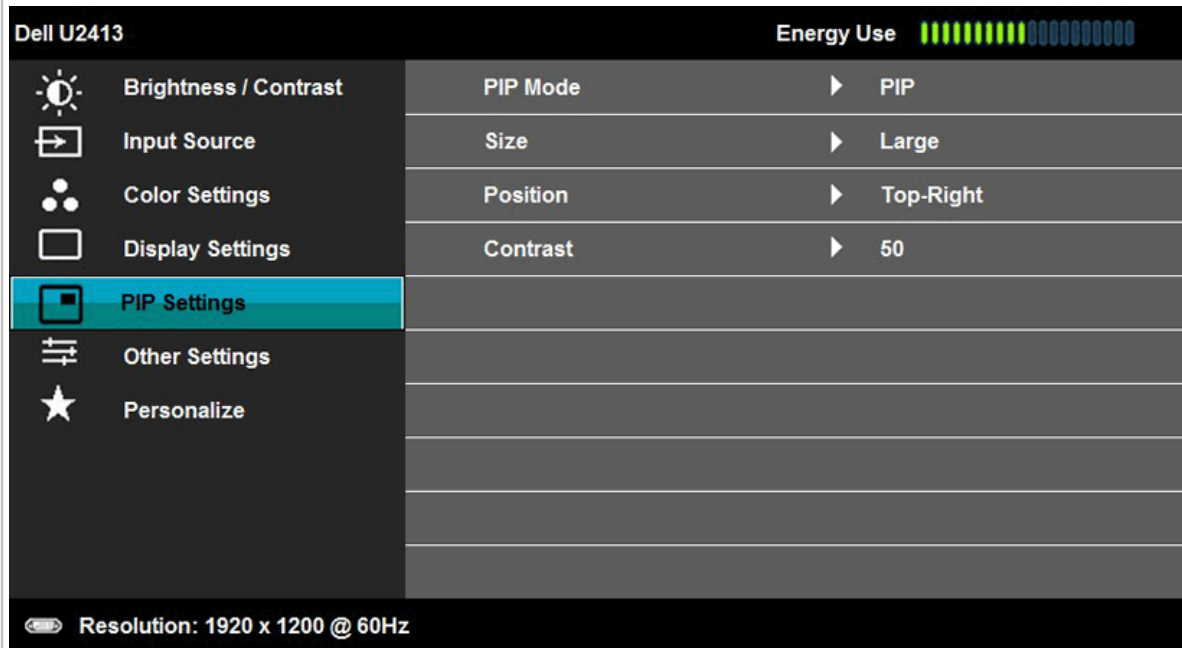 Dell U2413 Energy Use
Brightness / Contrast PIP Mode PIP
Input Source Size Large
Color Settings Position Top-Right
Display Settings Contrast 50
PIP Settings
Other Settings
Personalize
Resolution: 1920 x 1200 @ 60Hz